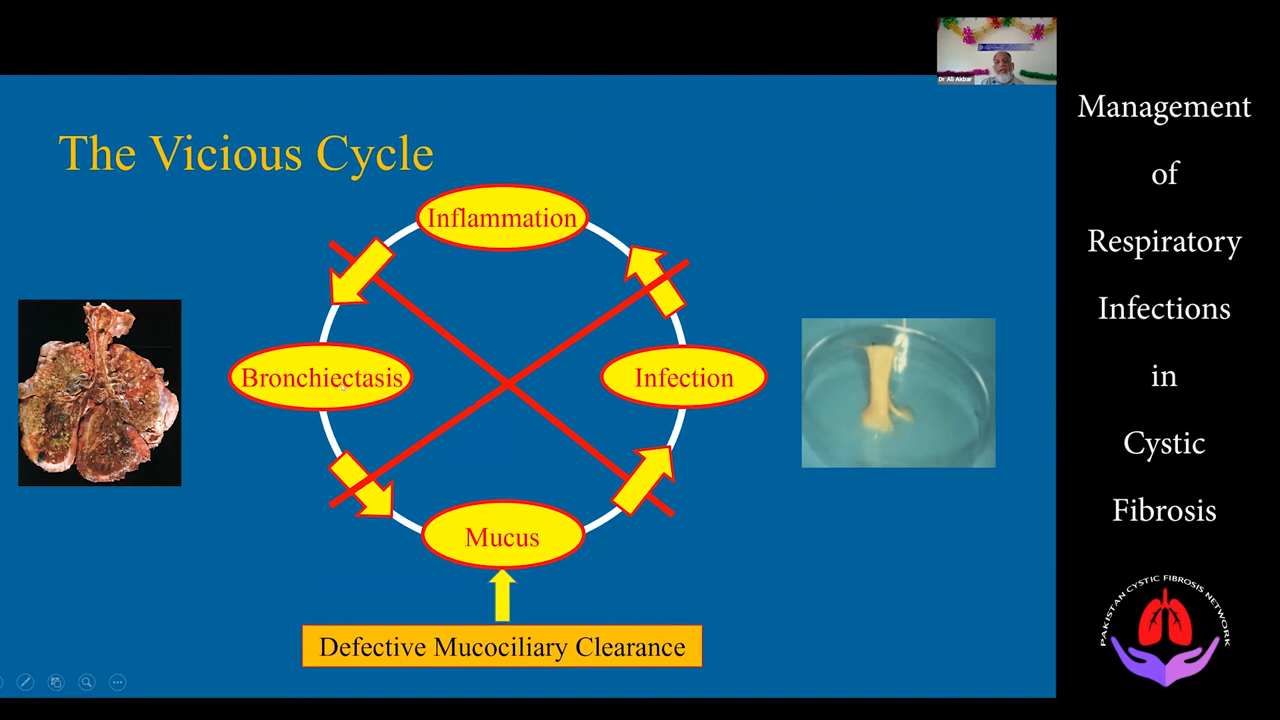 Dr Ali Akbar
The Vicious Cycle
Inflammation
Bronchiectasis
Infection
Mucus
Defective Mucociliary Clearance
Management
of
Respiratory
Infections
in
Cystic
Fibrosis
PAKISTAN CYSTIC FIBROSIS NETWORK